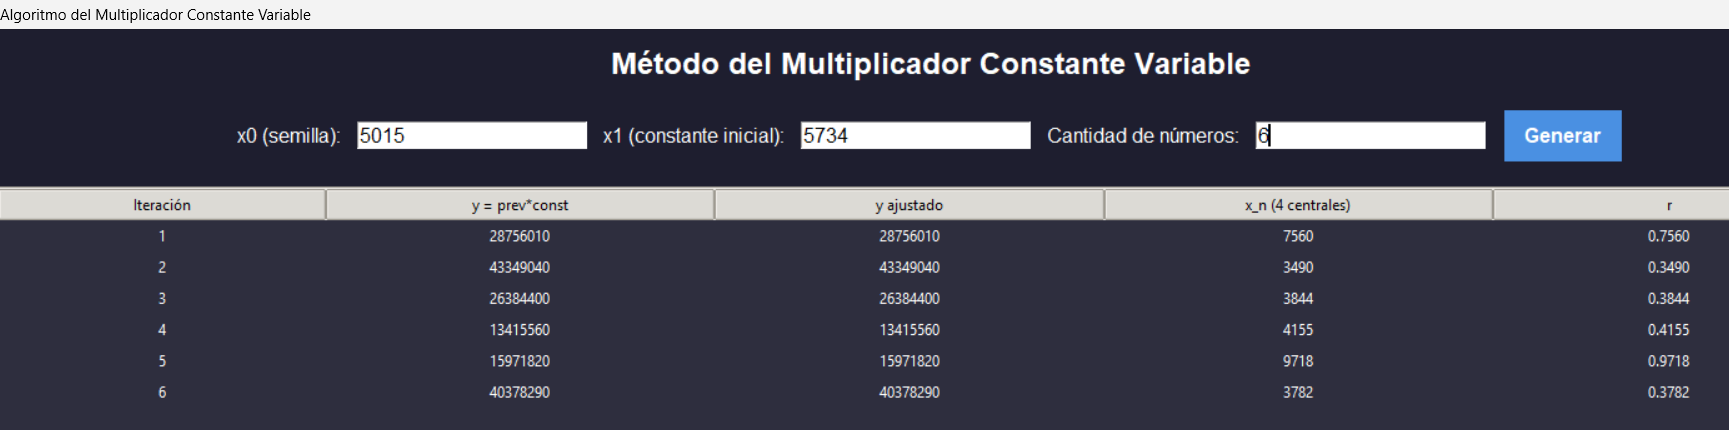 Algoritmo del Multiplicador Constante Variable
Método del Multiplicador Constante Variable
x0 (semilla): 5015 x1 (constante inicial): 5734 Cantidad de números: 6 Generar
Iteración y = prev*const y ajustado x_n (4 centrales) r
1 28756010 28756010 7560 0.7560
2 43349040 43349040 3490 0.3490
3 26384400 26384400 3844 0.3844
4 13415560 13415560 4155 0.4155
5 15971820 15971820 9718 0.9718
6 40378290 40378290 3782 0.3782